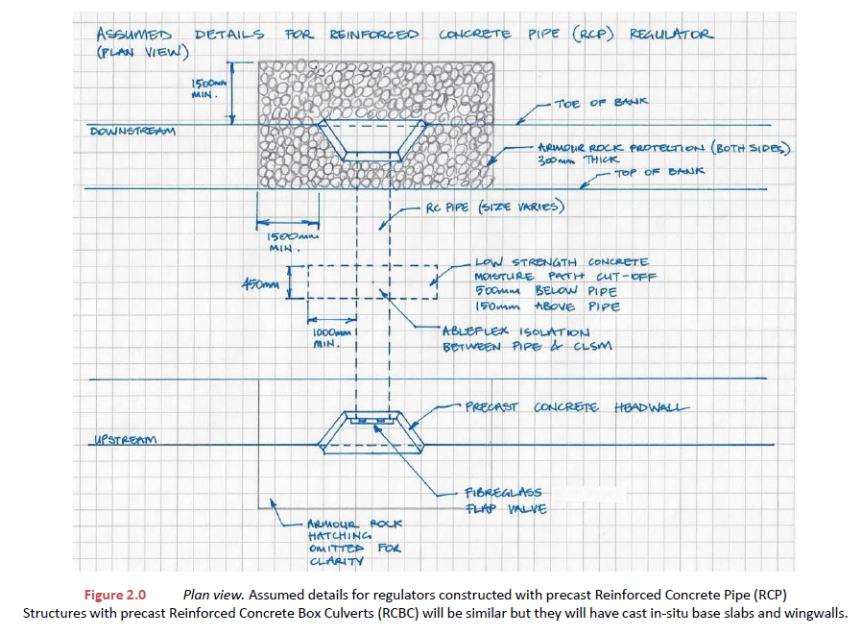 ASSUMED DETAILS FOR REINFORCED CONCRETE PIPE (RCP) REGULATOR
(PLAN VIEW)
1500mm
MIN.
TOE OF BANK
DOWNSTREAM
ARMOUR ROCK PROTECTION (BOTH SIDES)
300mm THICK
TOP OF BANK
RC PIPE (SIZE VARIES)
1500mm
MIN.
LOW STRENGTH CONCRETE
MOISTURE PATH CUT-OFF
500mm BELOW PIPE
150mm ABOVE PIPE
450mm
1000mm
MIN.
ABLEFLEX ISOLATION
BETWEEN PIPE & CLSM
PRECAST CONCRETE HEADWALL
UPSTREAM
FIBREGLASS
FLAP VALVE
ARMOUR ROCK
HATCHING
OMITTED FOR
CLARITY
Figure 2.0 Plan view. Assumed details for regulators constructed with precast Reinforced Concrete Pipe (RCP)
Structures with precast Reinforced Concrete Box Culverts (RCBC) will be similar but they will have cast in-situ base slabs and wingwalls.